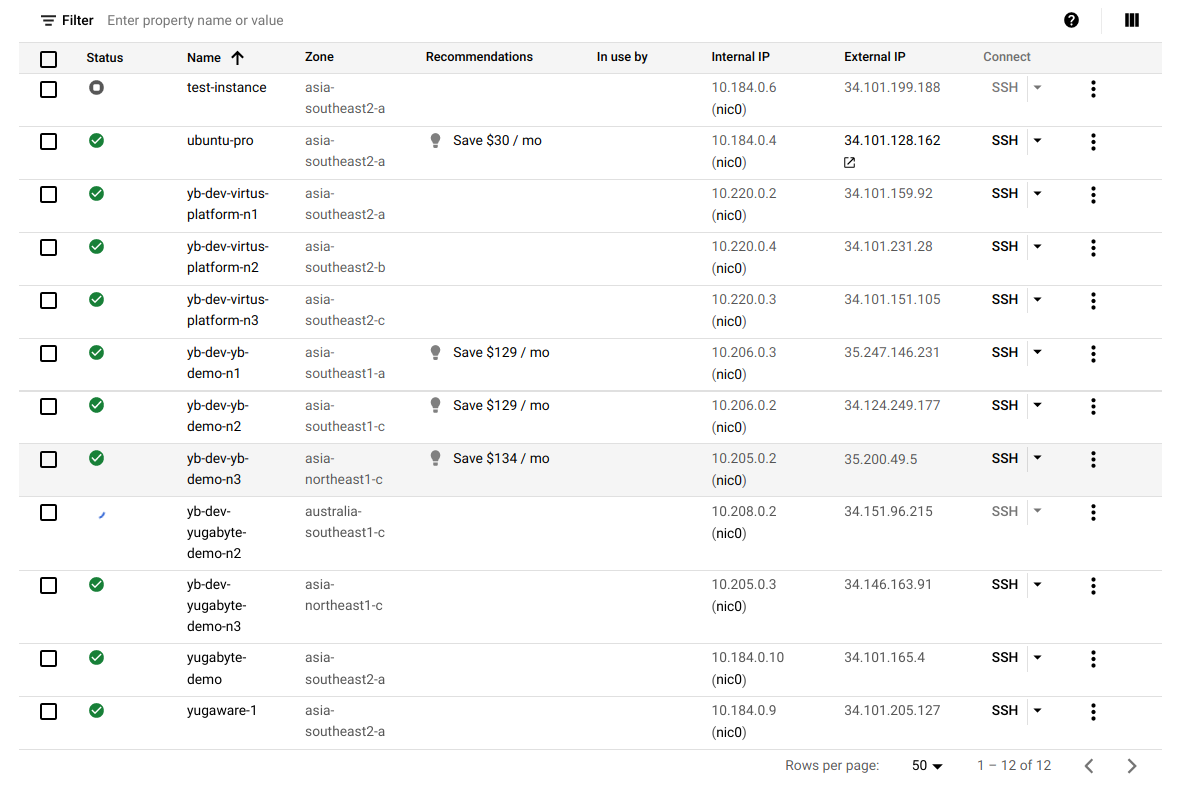 Filter Enter property name or value
Status Name Zone Recommendations In use by Internal IP External IP Connect
test-instance asia- 10.184.0.6 34.101.199.188 SSH
southeast2-a (nic0)
ubuntu-pro asia- Save $30 / mo 10.184.0.4 34.101.128.162 SSH
southeast2-a (nic0)
yb-dev-virtus- asia- 10.220.0.2 34.101.159.92 SSH
platform-n1 southeast2-a (nic0)
yb-dev-virtus- asia- 10.220.0.4 34.101.231.28 SSH
platform-n2 southeast2-b (nic0)
yb-dev-virtus- asia- 10.220.0.3 34.101.151.105 SSH
platform-n3 southeast2-c (nic0)
yb-dev-yb- asia- Save $129 / mo 10.206.0.3 35.247.146.231 SSH
demo-n1 southeast1-a (nic0)
yb-dev-yb- asia- Save $129 / mo 10.206.0.2 34.124.249.177 SSH
demo-n2 southeast1-c (nic0)
yb-dev-yb- asia- Save $134 / mo 10.205.0.2 35.200.49.5 SSH
demo-n3 northeast1-c (nic0)
yb-dev- australia- 10.208.0.2 34.151.96.215 SSH
yugabyte- southeast1-c (nic0)
demo-n2
yb-dev- asia- 10.205.0.3 34.146.163.91 SSH
yugabyte- northeast1-c (nic0)
demo-n3
yugabyte- asia- 10.184.0.10 34.101.165.4 SSH
demo southeast2-a (nic0)
yugaware-1 asia- 10.184.0.9 34.101.205.127 SSH
southeast2-a (nic0)
Rows per page: 50 1 – 12 of 12